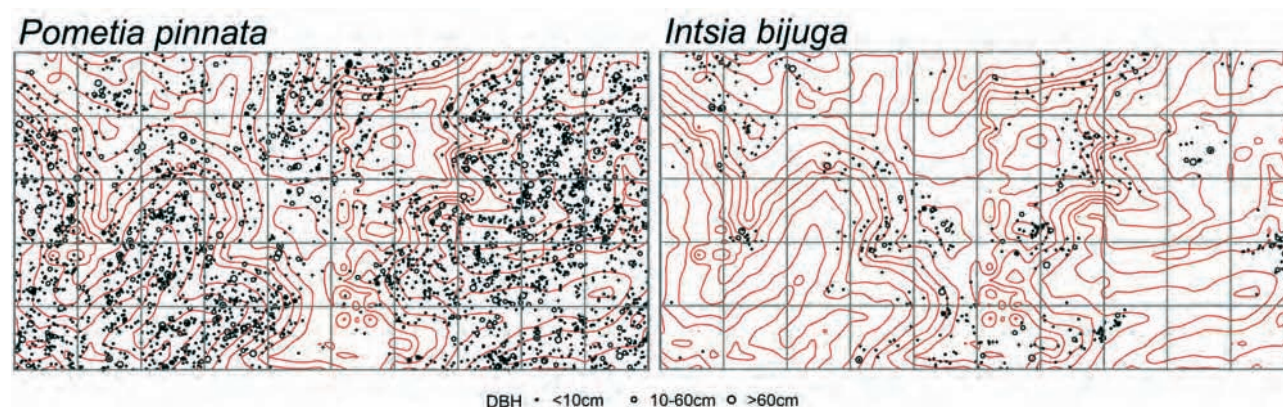 Pometia pinnata
Intsia bijuga
DBH • <10cm o 10-60cm O >60cm